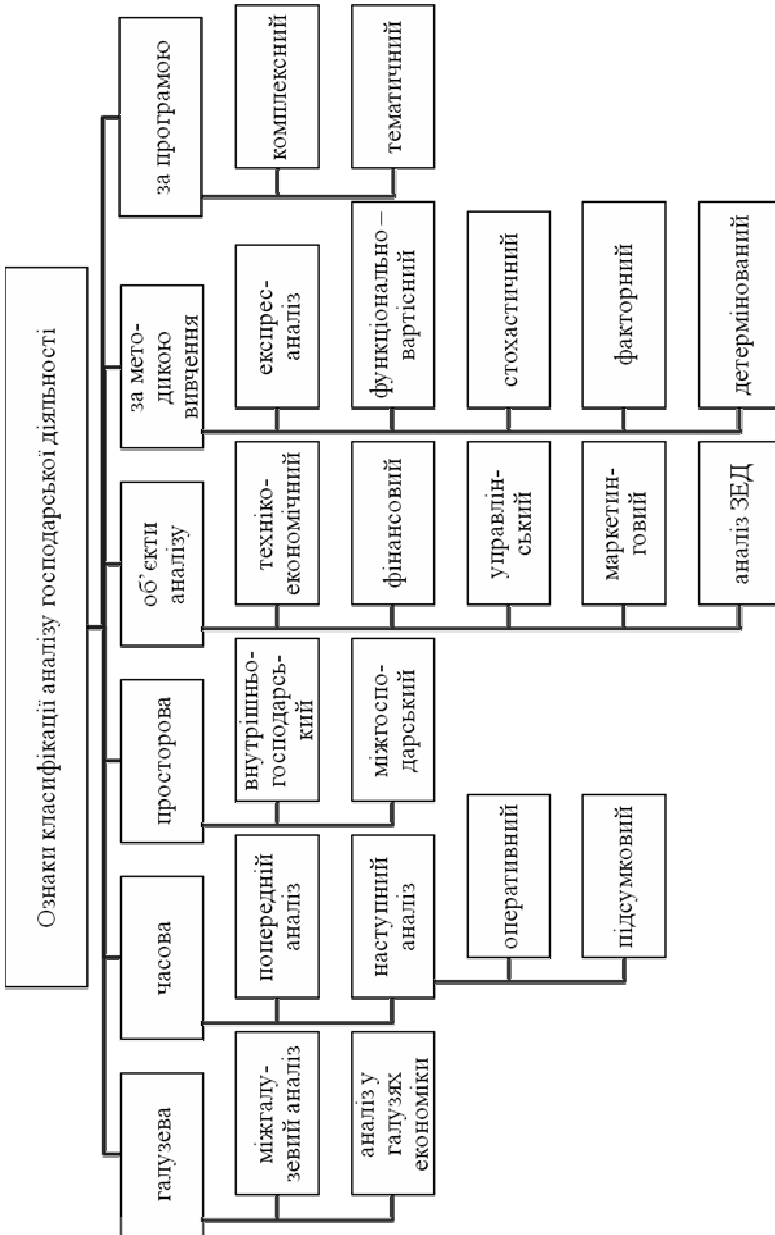 Ознаки класифікації аналізу господарської діяльності
галузева
міжгалу-
зевий аналіз
аналіз у
галузях
економіки
часова
попередній
аналіз
наступний
аналіз
оперативний
підсумковий
просторова
внутрішньо-
господарсь-
кий
міжгоспо-
дарський
об’єкти
аналізу
техніко-
економічний
фінансовий
управлін-
ський
маркетин-
говий
аналіз ЗЕД
за мето-
дикою
вивчення
експрес-
аналіз
функціонально–
вартісний
стохастичний
факторний
детермінований
за програмою
комплексний
тематичний